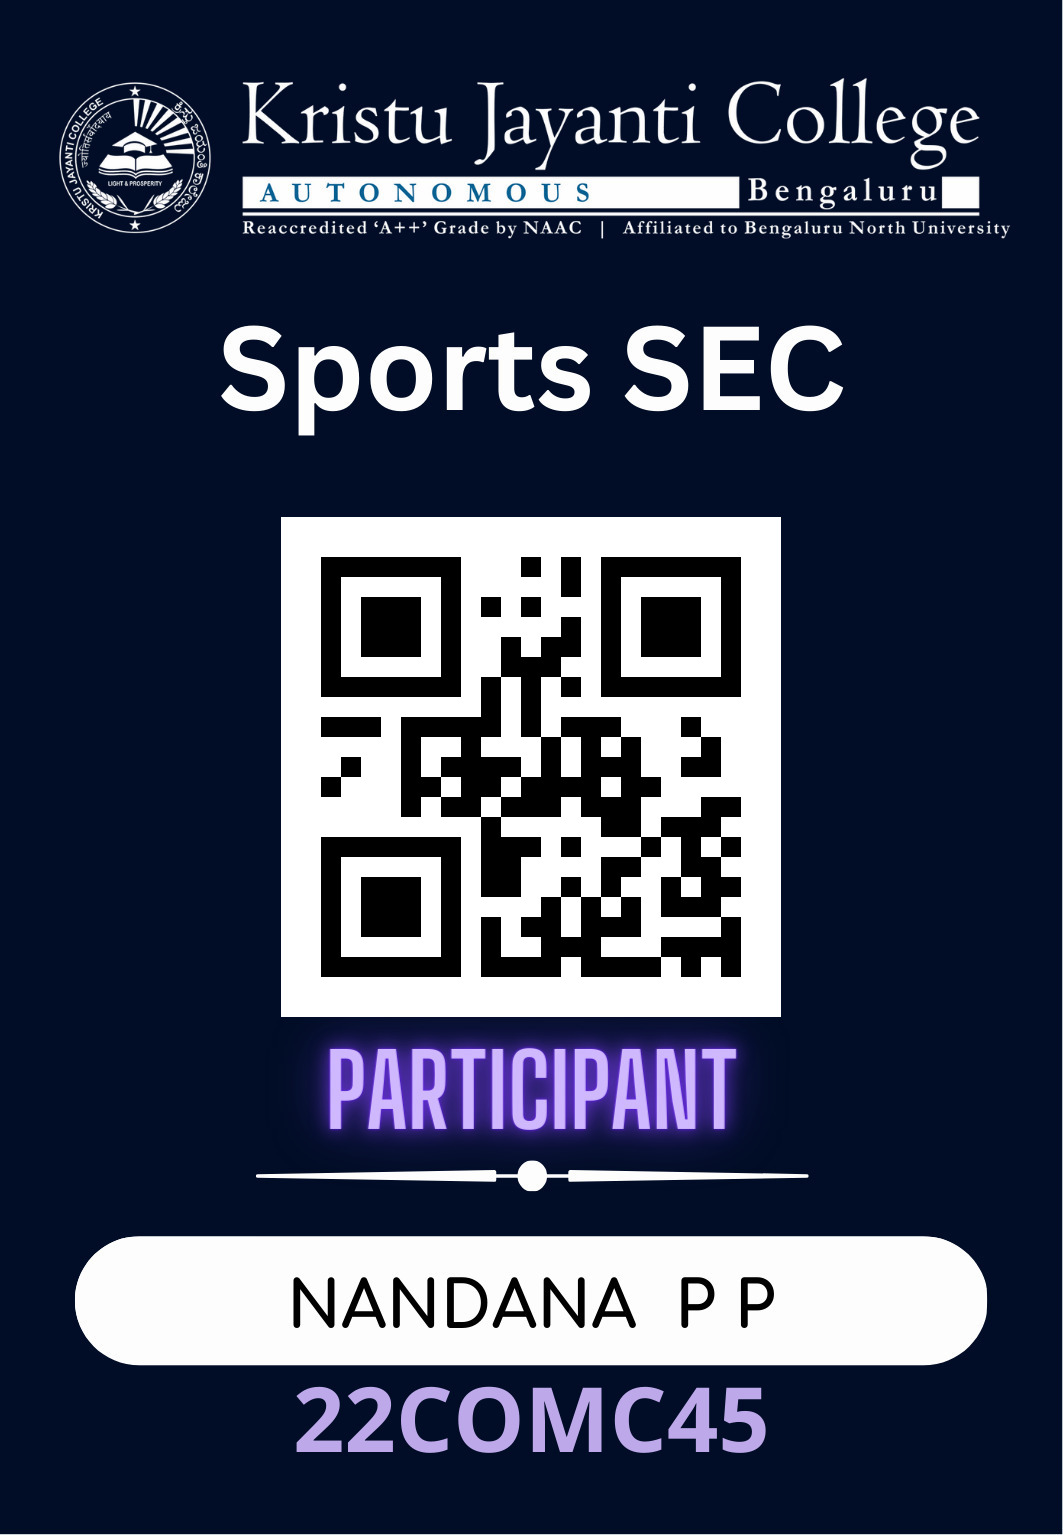 KRISTU JAYANTI COLLEGE
ज्योतिसंवादयाय
LIGHT & PROSPERITY
Kristu Jayanti College
AUTONOMOUS Bengaluru
Reaccredited ‘A++’ Grade by NAAC | Affiliated to Bengaluru North University
Sports SEC
PARTICIPANT
NANDANA P P
22COMC45